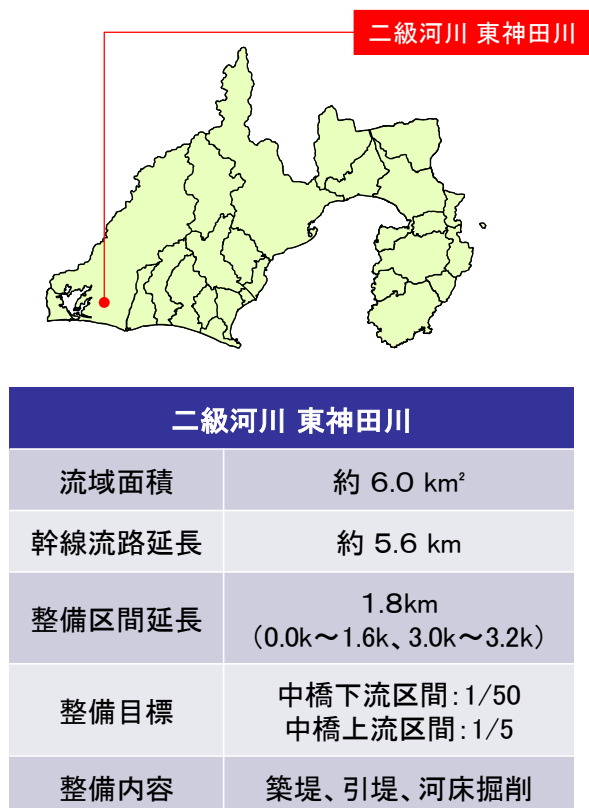 二級河川 東神田川
二級河川 東神田川
流域面積
約 6.0 km²
幹線流路延長
約 5.6 km
整備区間延長
1.8km
（0.0k～1.6k、3.0k～3.2k）
整備目標
中橋下流区間：1/50
中橋上流区間：1/5
整備内容
築堤、引堤、河床掘削